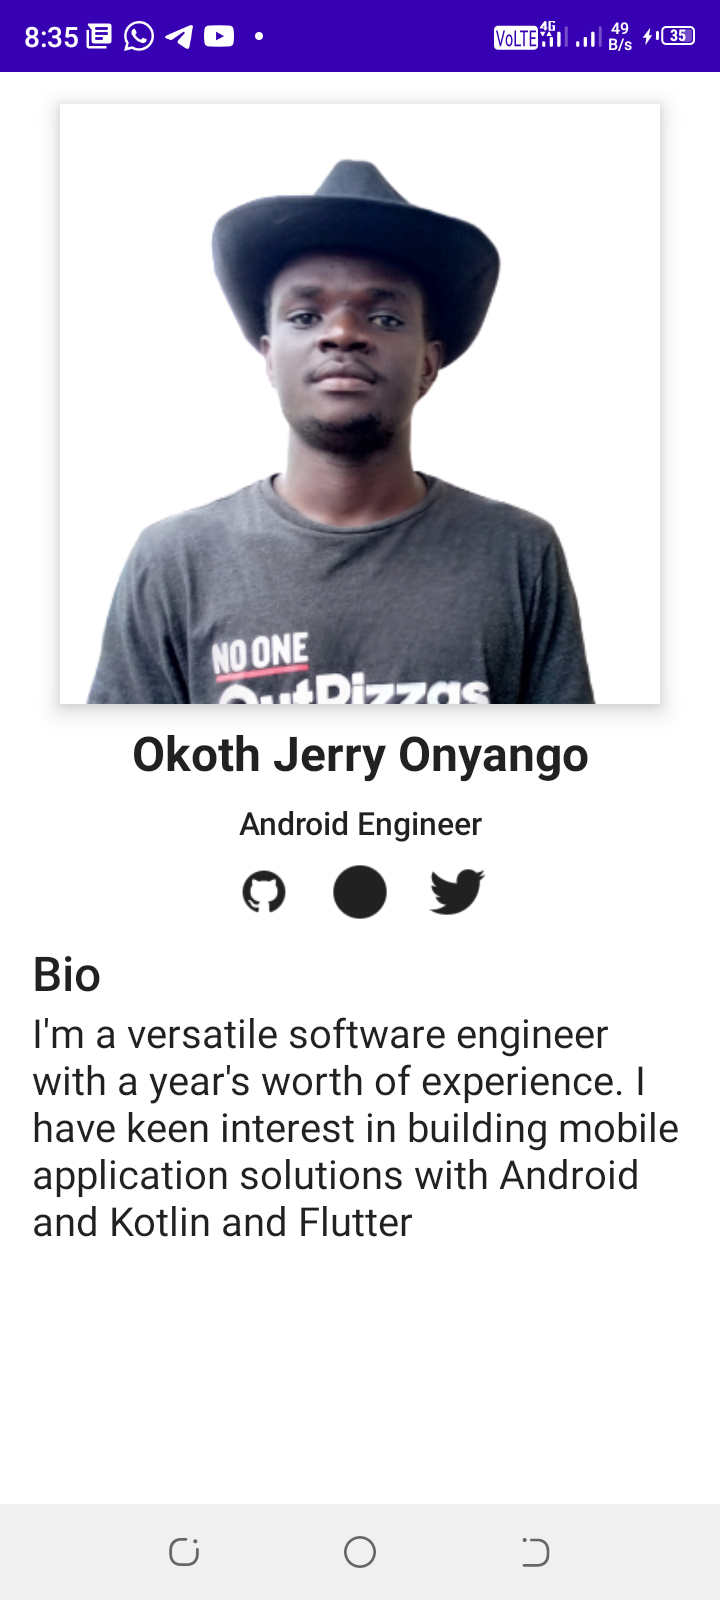 8:35 VoLTE 4G 49 B/s 35
NO ONE
OutPizzas
Okoth Jerry Onyango
Android Engineer
Bio
I'm a versatile software engineer
with a year's worth of experience. I
have keen interest in building mobile
application solutions with Android
and Kotlin and Flutter